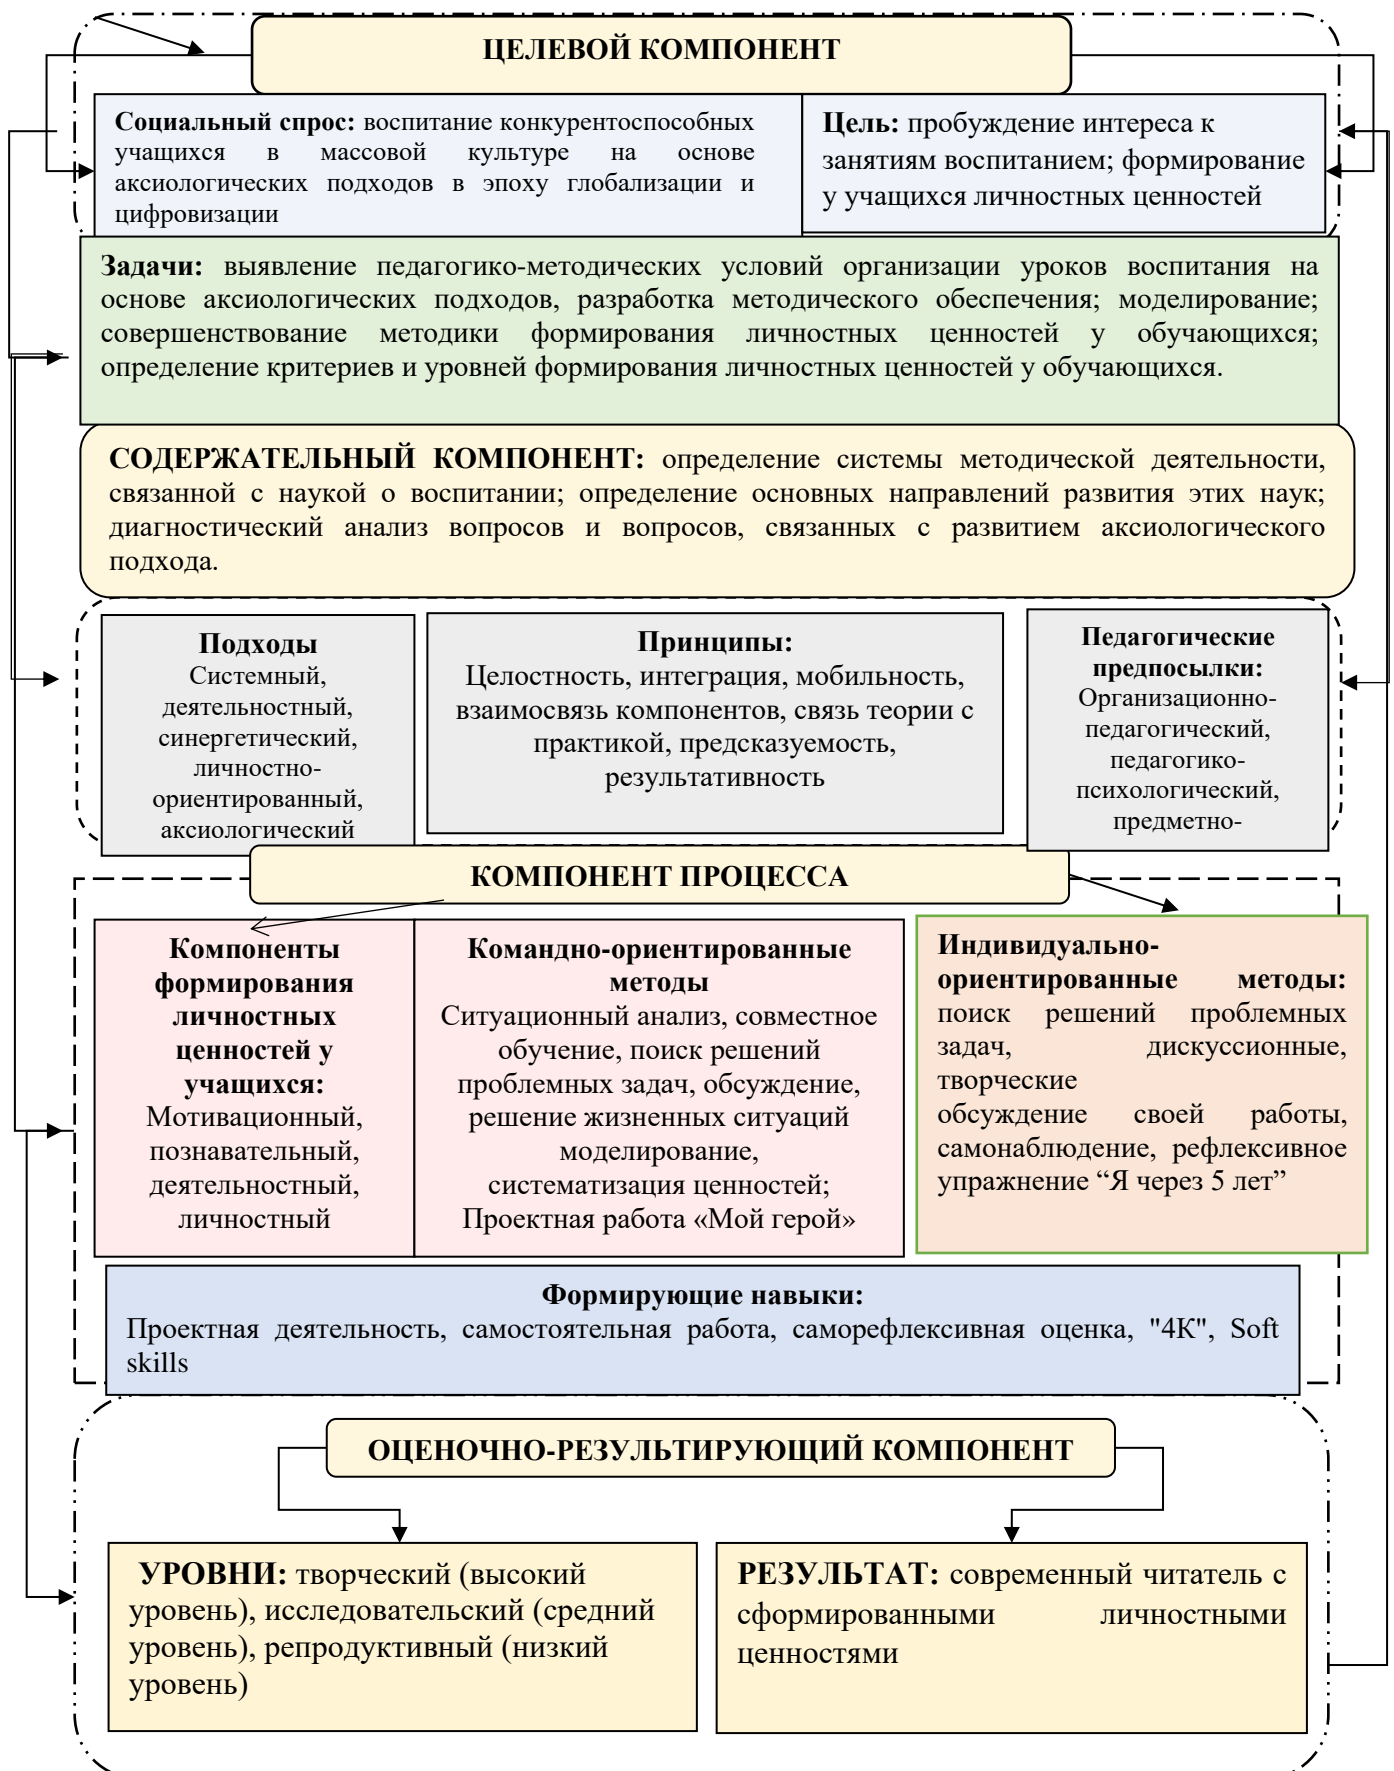 ЦЕЛЕВОЙ КОМПОНЕНТ
Социальный спрос: воспитание конкурентоспособных
учащихся в массовой культуре на основе
аксиологических подходов в эпоху глобализации и
цифровизации
Цель: пробуждение интереса к
занятиям воспитанием; формирование
у учащихся личностных ценностей
Задачи: выявление педагогико-методических условий организации уроков воспитания на
основе аксиологических подходов, разработка методического обеспечения; моделирование;
совершенствование методики формирования личностных ценностей у обучающихся;
определение критериев и уровней формирования личностных ценностей у обучающихся.
СОДЕРЖАТЕЛЬНЫЙ КОМПОНЕНТ: определение системы методической деятельности,
связанной с наукой о воспитании; определение основных направлений развития этих наук;
диагностический анализ вопросов и вопросов, связанных с развитием аксиологического
подхода.
Подходы
Системный,
деятельностный,
синергетический,
личностно-
ориентированный,
аксиологический
Принципы:
Целостность, интеграция, мобильность,
взаимосвязь компонентов, связь теории с
практикой, предсказуемость,
результативность
Педагогические
предпосылки:
Организационно-
педагогический,
педагогико-
психологический,
предметно-
КОМПОНЕНТ ПРОЦЕССА
Компоненты
формирования
личностных
ценностей у
учащихся:
Мотивационный,
познавательный,
деятельностный,
личностный
Командно-ориентированные
методы
Ситуационный анализ, совместное
обучение, поиск решений
проблемных задач, обсуждение,
решение жизненных ситуаций
моделирование,
систематизация ценностей;
Проектная работа «Мой герой»
Индивидуально-
ориентированные методы:
поиск решений проблемных
задач, дискуссионные,
творческие
обсуждение своей работы,
самонаблюдение, рефлексивное
упражнение “Я через 5 лет”
Формирующие навыки:
Проектная деятельность, самостоятельная работа, саморефлексивная оценка, "4К", Soft
skills
ОЦЕНОЧНО-РЕЗУЛЬТИРУЮЩИЙ КОМПОНЕНТ
УРОВНИ: творческий (высокий
уровень), исследовательский (средний
уровень), репродуктивный (низкий
уровень)
РЕЗУЛЬТАТ: современный читатель с
сформированными личностными
ценностями